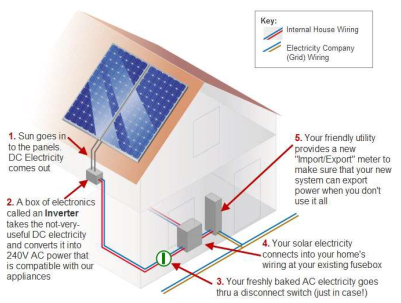 Key:
Internal House Wiring
Electricity Company
(Grid) Wiring
1. Sun goes in
to the panels.
DC Electricity
comes out
2. A box of electronics
called an Inverter
takes the not-very-
useful DC electricity
and converts it into
240V AC power that
is compatible with our
appliances
5. Your friendly utility
provides a new
"Import/Export" meter to
make sure that your new
system can export
power when you don't
use it all
4. Your solar electricity
connects into your home's
wiring at your existing fusebox
3. Your freshly baked AC electricity goes
thru a disconnect switch (just in case!)